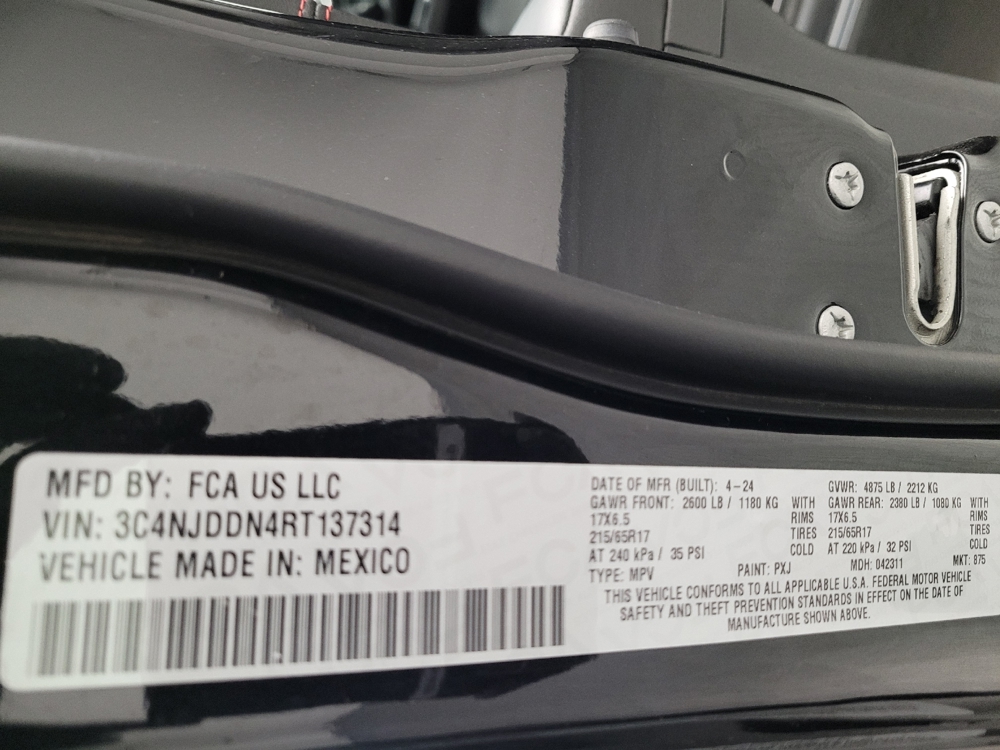 MFD BY: FCA US LLC
VIN: 3C4NJDDN4RT137314
VEHICLE MADE IN: MEXICO
DATE OF MFR (BUILT): 4-24 GVWR: 4875 LB / 2212 KG
GAWR FRONT: 2600 LB / 1180 KG WITH GAWR REAR: 2380 LB / 1080 KG WITH
17X6.5 RIMS 17X6.5 RIMS
215/65R17 TIRES 215/65R17 TIRES
AT 240 kPa / 35 PSI COLD AT 220 kPa / 32 PSI COLD
TYPE: MPV PAINT: PXJ MDH: 042311 MKT: 875
THIS VEHICLE CONFORMS TO ALL APPLICABLE U.S.A. FEDERAL MOTOR VEHICLE
SAFETY AND THEFT PREVENTION STANDARDS IN EFFECT ON THE DATE OF
MANUFACTURE SHOWN ABOVE.